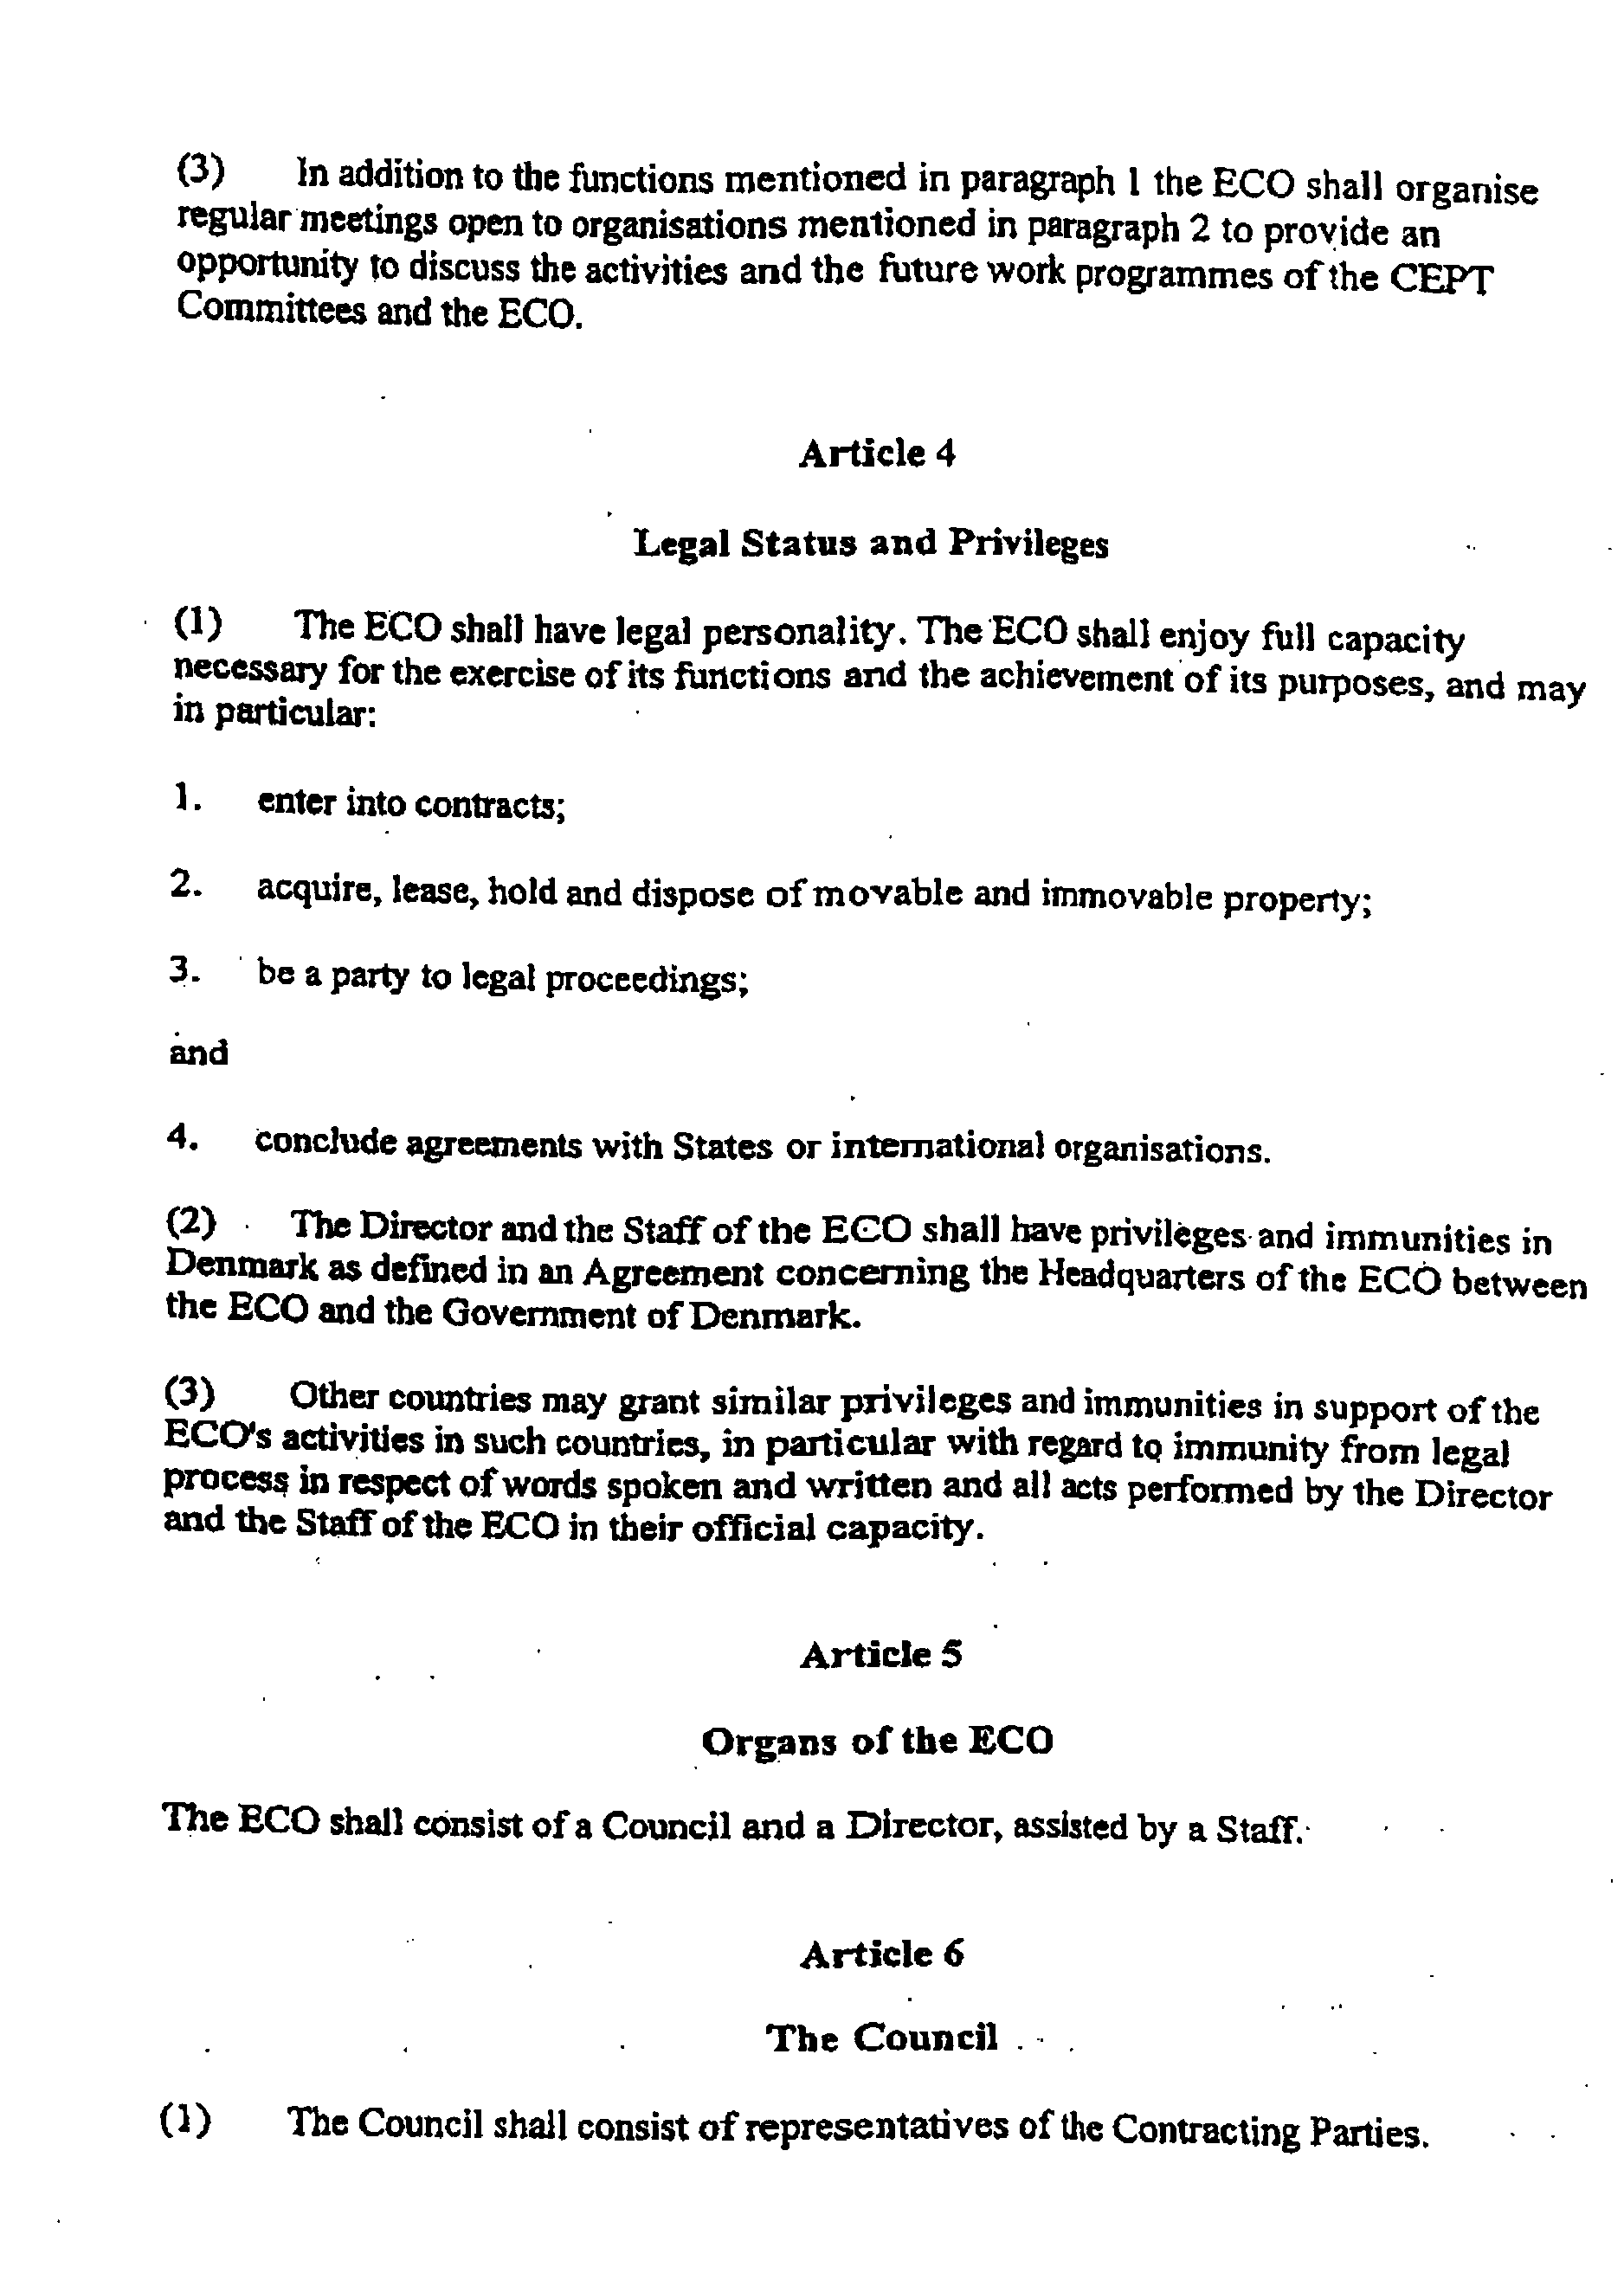 (3) In addition to the functions mentioned in paragraph 1 the ECO shall organise
regular meetings open to organisations mentioned in paragraph 2 to provide an
opportunity to discuss the activities and the future work programmes of the CEPT
Committees and the ECO.
Article 4
Legal Status and Privileges
(1) The ECO shall have legal personality. The ECO shall enjoy full capacity
necessary for the exercise of its functions and the achievement of its purposes, and may
in particular:
1. enter into contracts;
2. acquire, lease, hold and dispose of movable and immovable property;
3. be a party to legal proceedings;
and
4. conclude agreements with States or international organisations.
(2) The Director and the Staff of the ECO shall have privileges and immunities in
Denmark as defined in an Agreement concerning the Headquarters of the ECO between
the ECO and the Government of Denmark.
(3) Other countries may grant similar privileges and immunities in support of the
ECO's activities in such countries, in particular with regard to immunity from legal
process in respect of words spoken and written and all acts performed by the Director
and the Staff of the ECO in their official capacity.
Article 5
Organs of the ECO
The ECO shall consist of a Council and a Director, assisted by a Staff.
Article 6
The Council
(1) The Council shall consist of representatives of the Contracting Parties.